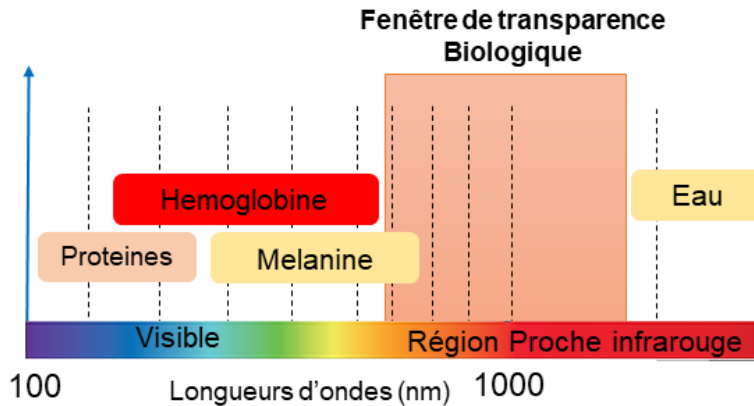 Fenêtre de transparence
Biologique
Hemoglobine
Eau
Proteines
Melanine
Visible
Région Proche infrarouge
100
Longueurs d'ondes (nm)
1000